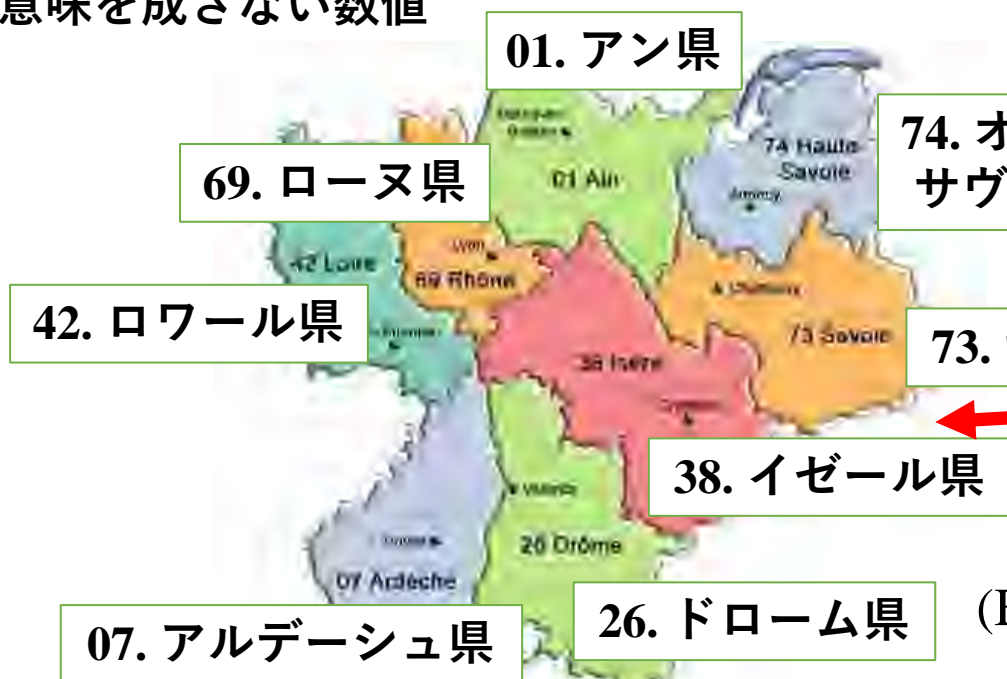 意味を成さない数値
01. アン県
74. オ
サヴ
74 Haute-
Savoie
Annecy
01 Ain
69. ローヌ県
Lyon
42 Loire
69 Rhône
42. ロワール県
73 Savoie
73.
38 Isère
38. イゼール県
Valence
26 Drôme
07 Ardèche
26. ドローム県
07. アルデーシュ県